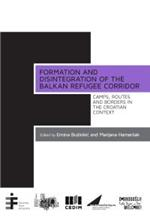 FORMATION AND
DISINTEGRATION OF THE
BALKAN REFUGEE CORRIDOR
CAMPS, ROUTES
AND BORDERS IN THE
CROATIAN CONTEXT
Edited by Emina Bužinkić and Marijana Hameršak
CEDIM